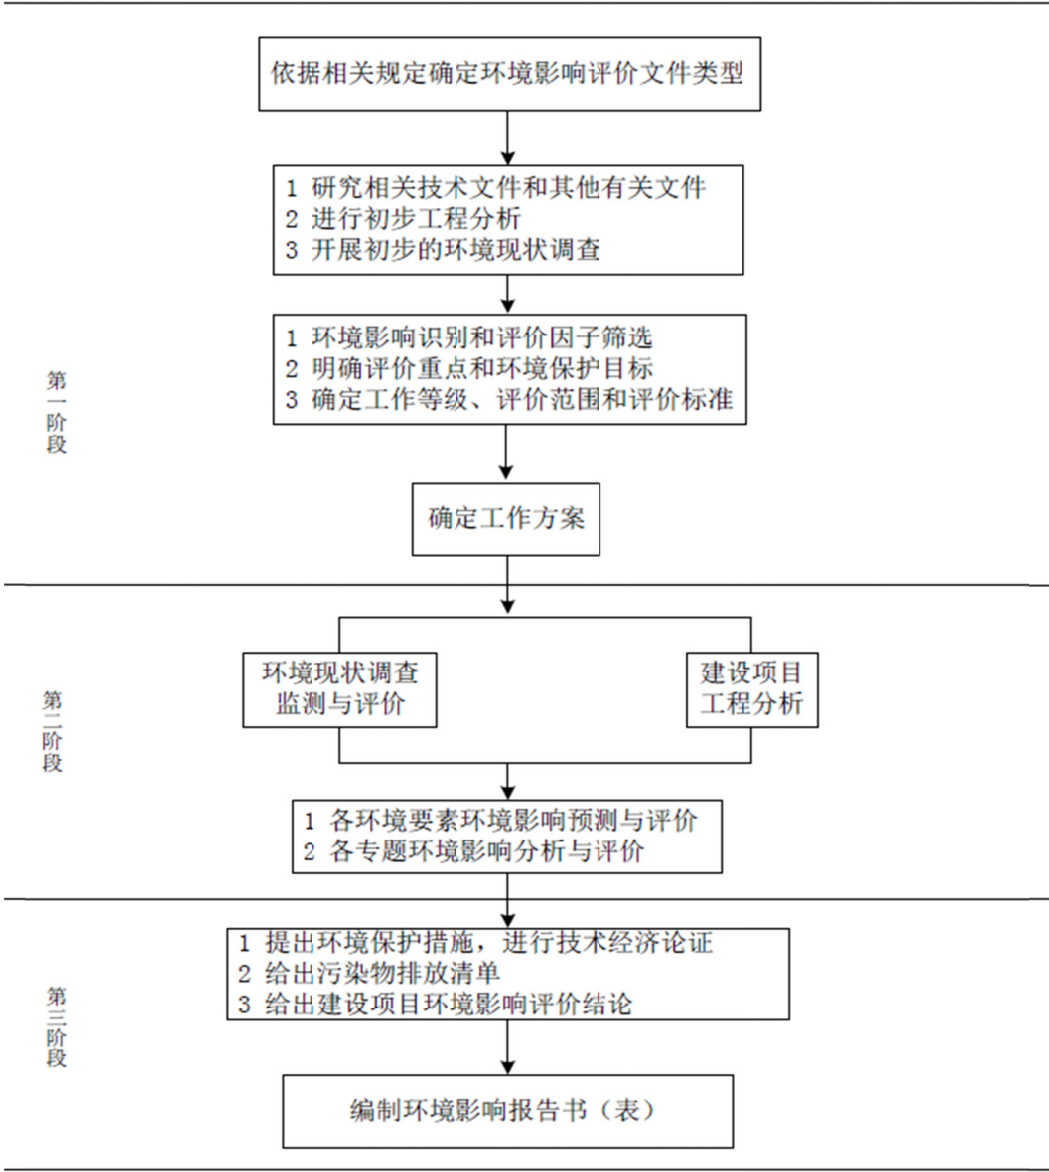 依据相关规定确定环境影响评价文件类型
1 研究相关技术文件和其他有关文件
2 进行初步工程分析
3 开展初步的环境现状调查
1 环境影响识别和评价因子筛选
2 明确评价重点和环境保护目标
3 确定工作等级、评价范围和评价标准
第一阶段
确定工作方案
环境现状调查
监测与评价
建设项目
工程分析
第二阶段
1 各环境要素环境影响预测与评价
2 各专题环境影响分析与评价
1 提出环境保护措施，进行技术经济论证
2 给出污染物排放清单
3 给出建设项目环境影响评价结论
第三阶段
编制环境影响报告书（表）